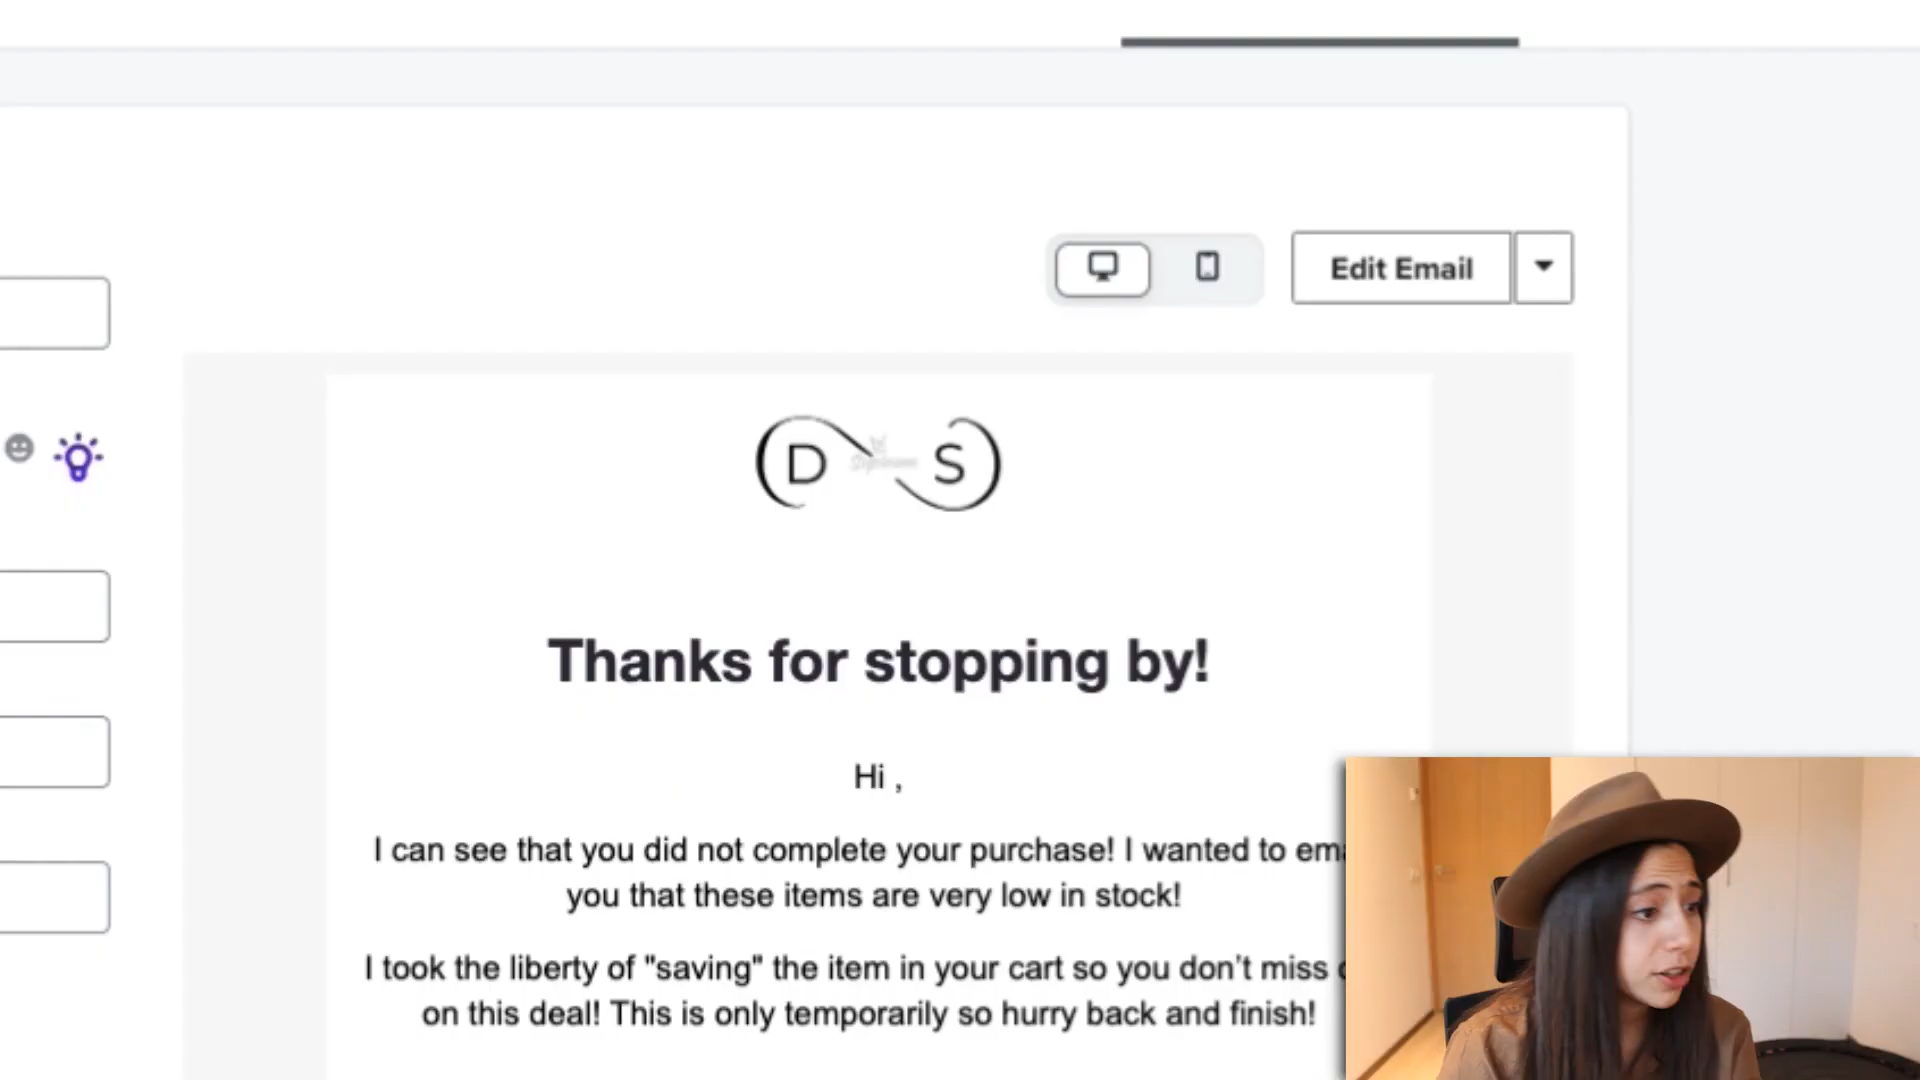 Edit Email
D S
Thanks for stopping by!
Hi ,
I can see that you did not complete your purchase! I wanted to
you that these items are very low in stock!
I took the liberty of "saving" the item in your cart so you don't miss
on this deal! This is only temporarily so hurry back and finish!